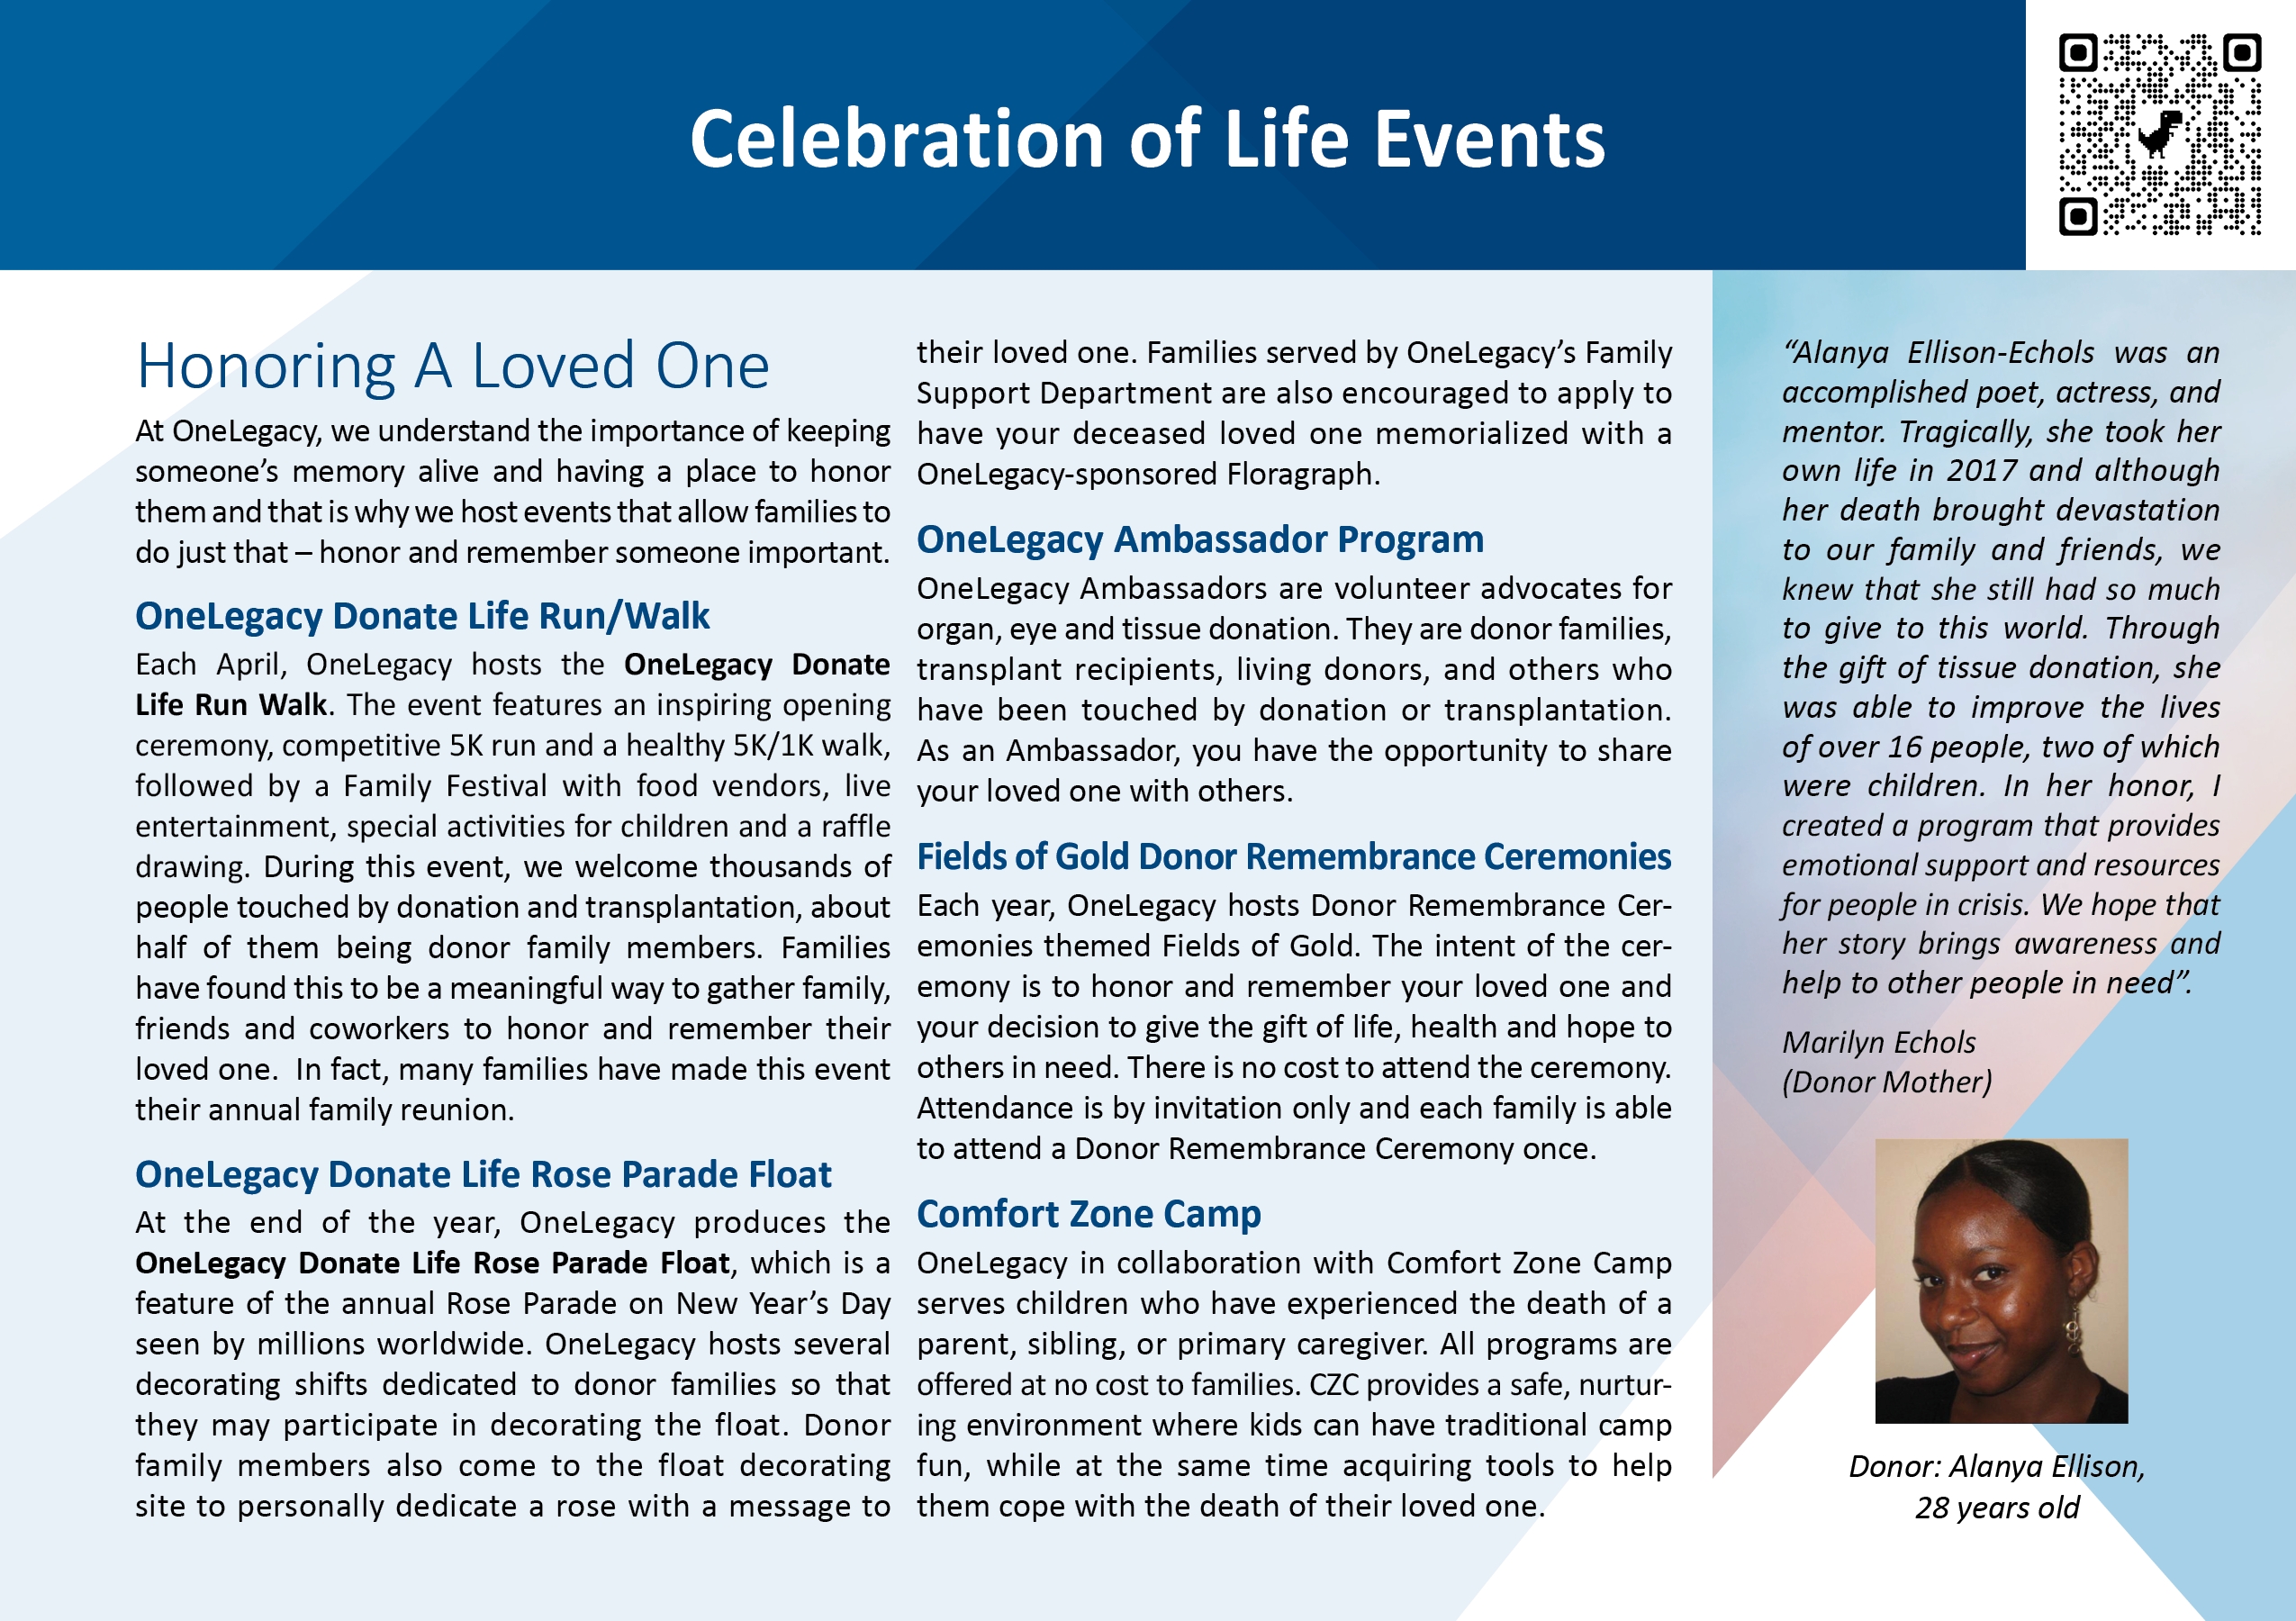 Celebration of Life Events
Honoring A Loved One
At OneLegacy, we understand the importance of keeping
someone’s memory alive and having a place to honor
them and that is why we host events that allow families to
do just that – honor and remember someone important.
OneLegacy Donate Life Run/Walk
Each April, OneLegacy hosts the OneLegacy Donate
Life Run Walk. The event features an inspiring opening
ceremony, competitive 5K run and a healthy 5K/1K walk,
followed by a Family Festival with food vendors, live
entertainment, special activities for children and a raffle
drawing. During this event, we welcome thousands of
people touched by donation and transplantation, about
half of them being donor family members. Families
have found this to be a meaningful way to gather family,
friends and coworkers to honor and remember their
loved one.  In fact, many families have made this event
their annual family reunion.
OneLegacy Donate Life Rose Parade Float
At the end of the year, OneLegacy produces the
OneLegacy Donate Life Rose Parade Float, which is a
feature of the annual Rose Parade on New Year’s Day
seen by millions worldwide. OneLegacy hosts several
decorating shifts dedicated to donor families so that
they may participate in decorating the float. Donor
family members also come to the float decorating
site to personally dedicate a rose with a message to
their loved one. Families served by OneLegacy’s Family
Support Department are also encouraged to apply to
have your deceased loved one memorialized with a
OneLegacy-sponsored Floragraph.
OneLegacy Ambassador Program
OneLegacy Ambassadors are volunteer advocates for
organ, eye and tissue donation. They are donor families,
transplant recipients, living donors, and others who
have been touched by donation or transplantation.
As an Ambassador, you have the opportunity to share
your loved one with others.
Fields of Gold Donor Remembrance Ceremonies
Each year, OneLegacy hosts Donor Remembrance Cer-
emonies themed Fields of Gold. The intent of the cer-
emony is to honor and remember your loved one and
your decision to give the gift of life, health and hope to
others in need. There is no cost to attend the ceremony.
Attendance is by invitation only and each family is able
to attend a Donor Remembrance Ceremony once.
Comfort Zone Camp
OneLegacy in collaboration with Comfort Zone Camp
serves children who have experienced the death of a
parent, sibling, or primary caregiver. All programs are
offered at no cost to families. CZC provides a safe, nurtur-
ing environment where kids can have traditional camp
fun, while at the same time acquiring tools to help
them cope with the death of their loved one.
“Alanya Ellison-Echols was an
accomplished poet, actress, and
mentor. Tragically, she took her
own life in 2017 and although
her death brought devastation
to our family and friends, we
knew that she still had so much
to give to this world. Through
the gift of tissue donation, she
was able to improve the lives
of over 16 people, two of which
were children. In her honor, I
created a program that provides
emotional support and resources
for people in crisis. We hope that
her story brings awareness and
help to other people in need”.
Marilyn Echols
(Donor Mother)
Donor: Alanya Ellison,
28 years old